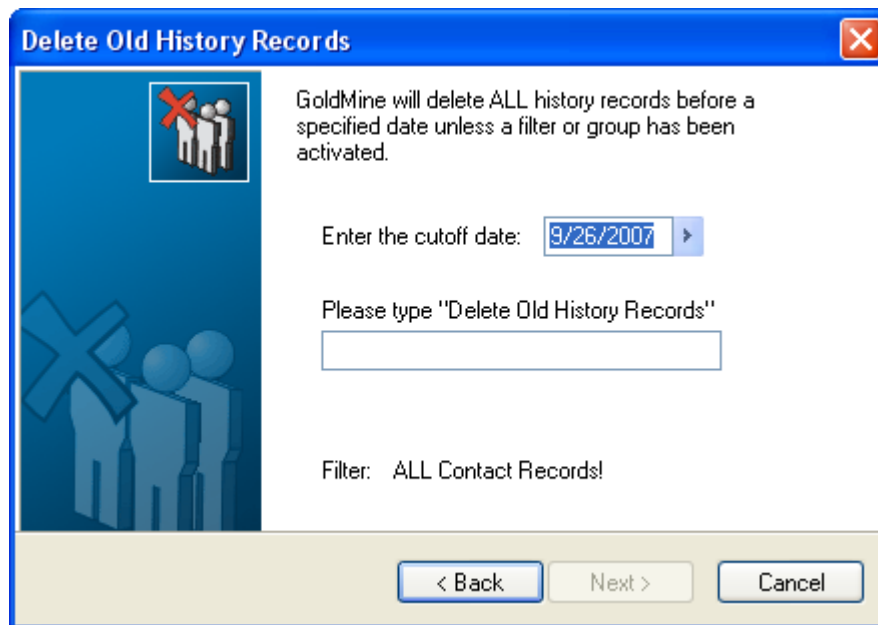 Delete Old History Records
GoldMine will delete ALL history records before a
specified date unless a filter or group has been
activated.
Enter the cutoff date: 9/26/2007
Please type "Delete Old History Records"
Filter: ALL Contact Records!
< Back Next > Cancel